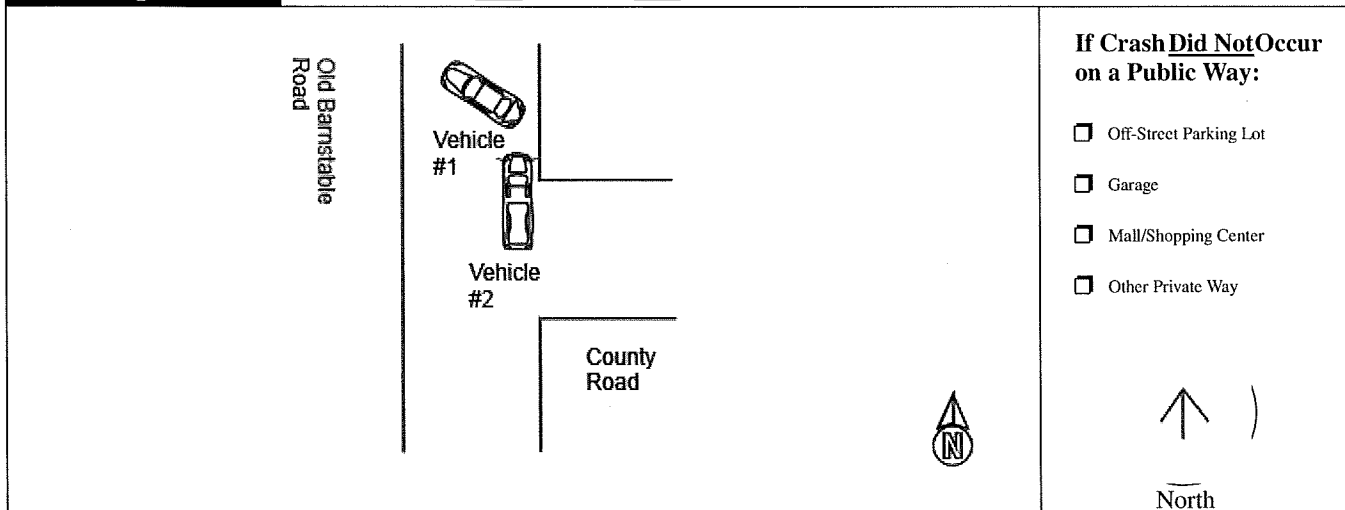 Old Barnstable
Road
Vehicle
#1
Vehicle
#2
County
Road
N
If Crash Did Not Occur
on a Public Way:
Off-Street Parking Lot
Garage
Mall/Shopping Center
Other Private Way
North